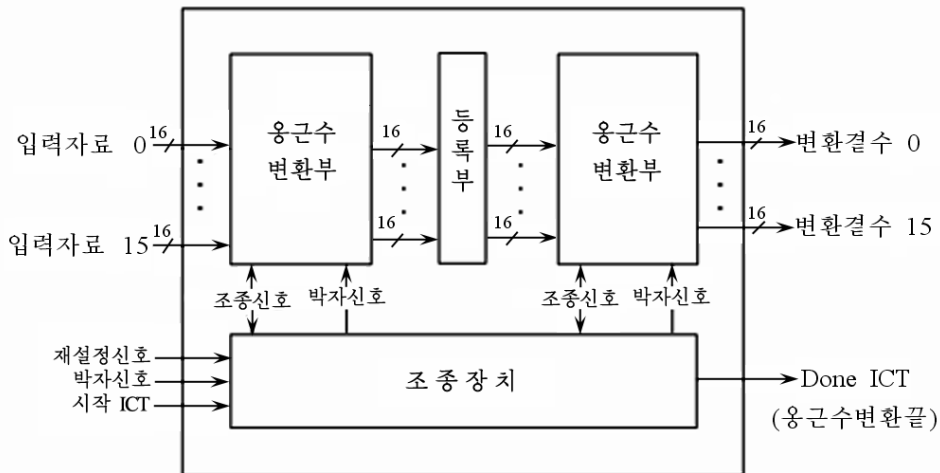 입력자료 0
16
입력자료 15
16
옹근수
변환부
16
16
등
록
부
16
16
옹근수
변환부
16
변환곁수 0
16
변환곁수 15
조종신호
박자신호
조종신호
박자신호
재설정신호
박자신호
시작 ICT
조종장치
Done ICT
(옹근수변환끝)